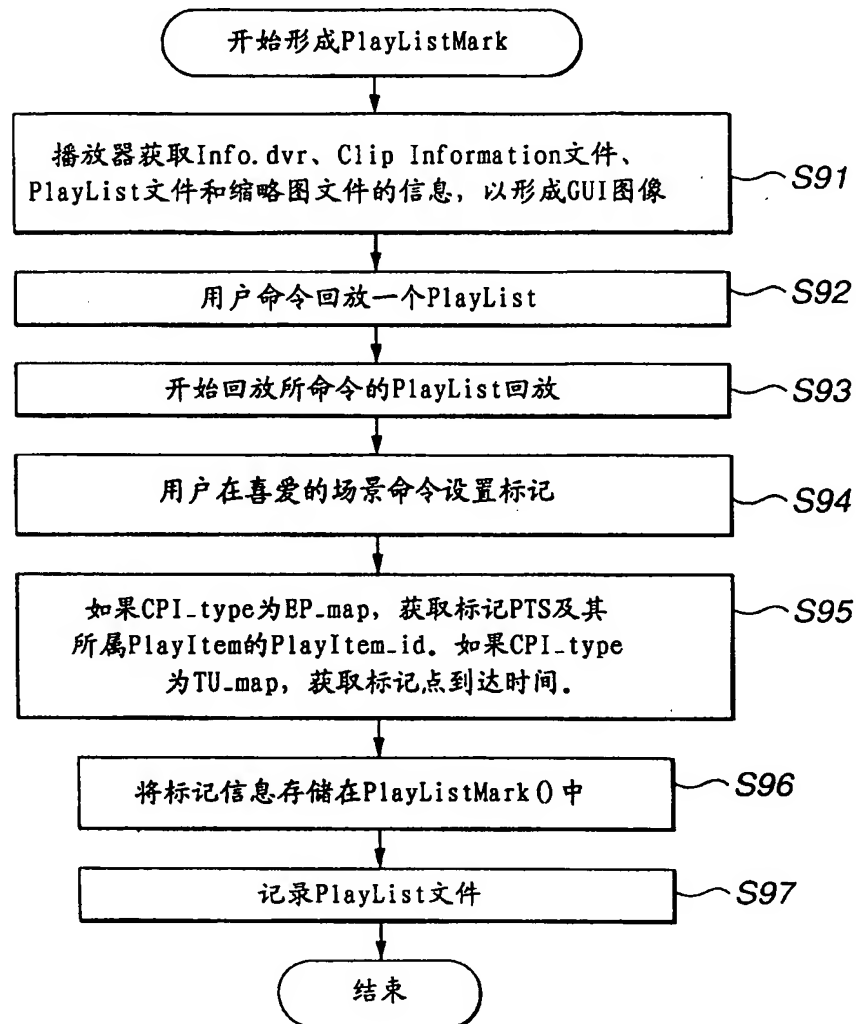 开始形成PlayListMark
播放器获取Info.dvr、Clip Information文件、
PlayList文件和缩略图文件的信息，以形成GUI图像
S91
用户命令回放一个PlayList
S92
开始回放所命令的PlayList回放
S93
用户在喜爱的场景命令设置标记
S94
如果CPI_type为EP_map，获取标记PTS及其
所属PlayItem的PlayItem_id。如果CPI_type
为TU_map，获取标记点到达时间。
S95
将标记信息存储在PlayListMark()中
S96
记录PlayList文件
S97
结束